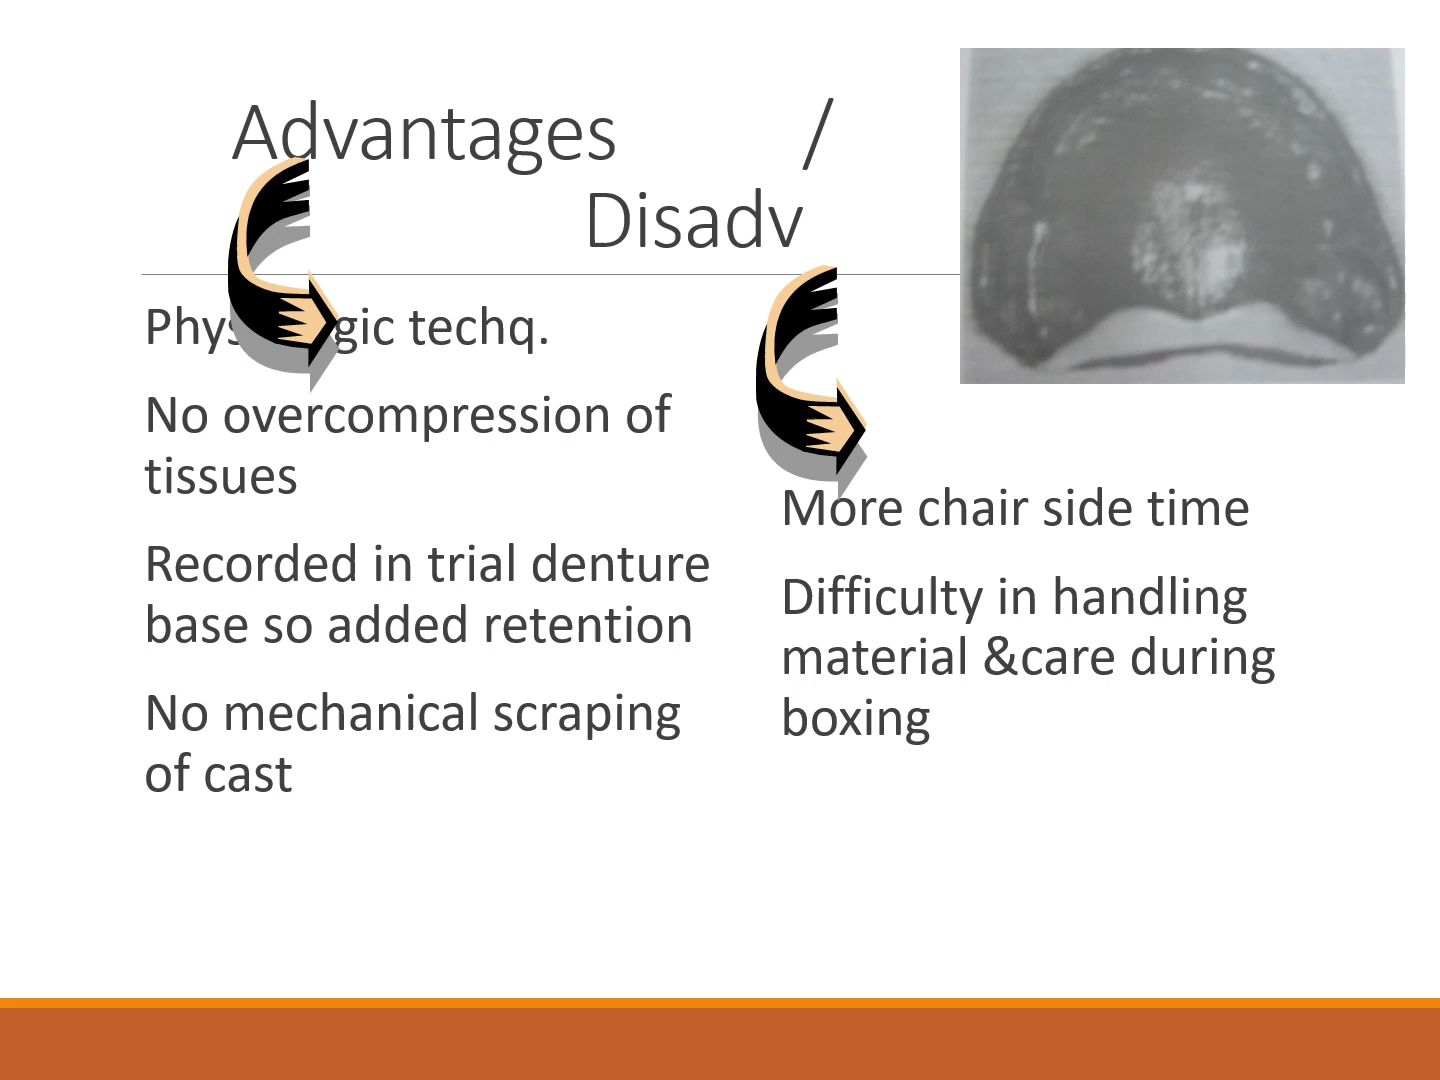 Advantages /
Disadv
gic techq.
No overcompression of
tissues
Recorded in trial denture
base so added retention
No mechanical scraping
of cast
More chair side time
Difficulty in handling
material &care during
boxing